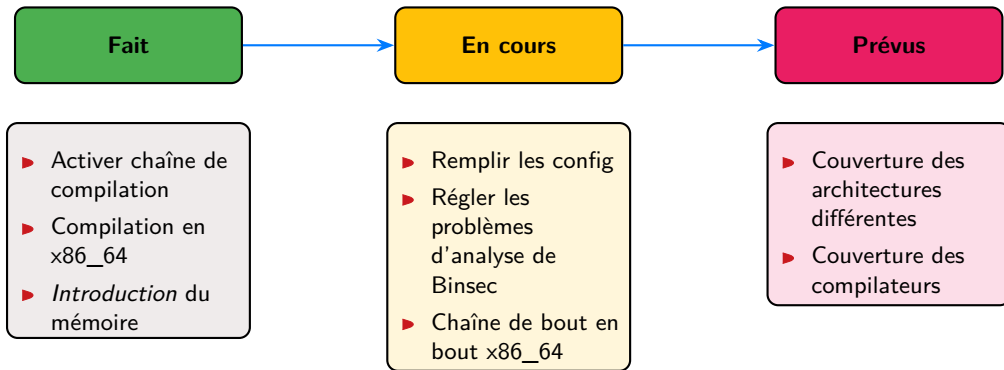 Fait
En cours
Prévus
Activer chaîne de
compilation
Compilation en
x86_64
Introduction du
mémoire
Remplir les config
Régler les
problèmes
d'analyse de
Binsec
Chaîne de bout en
bout x86_64
Couverture des
architectures
différentes
Couverture des
compilateurs